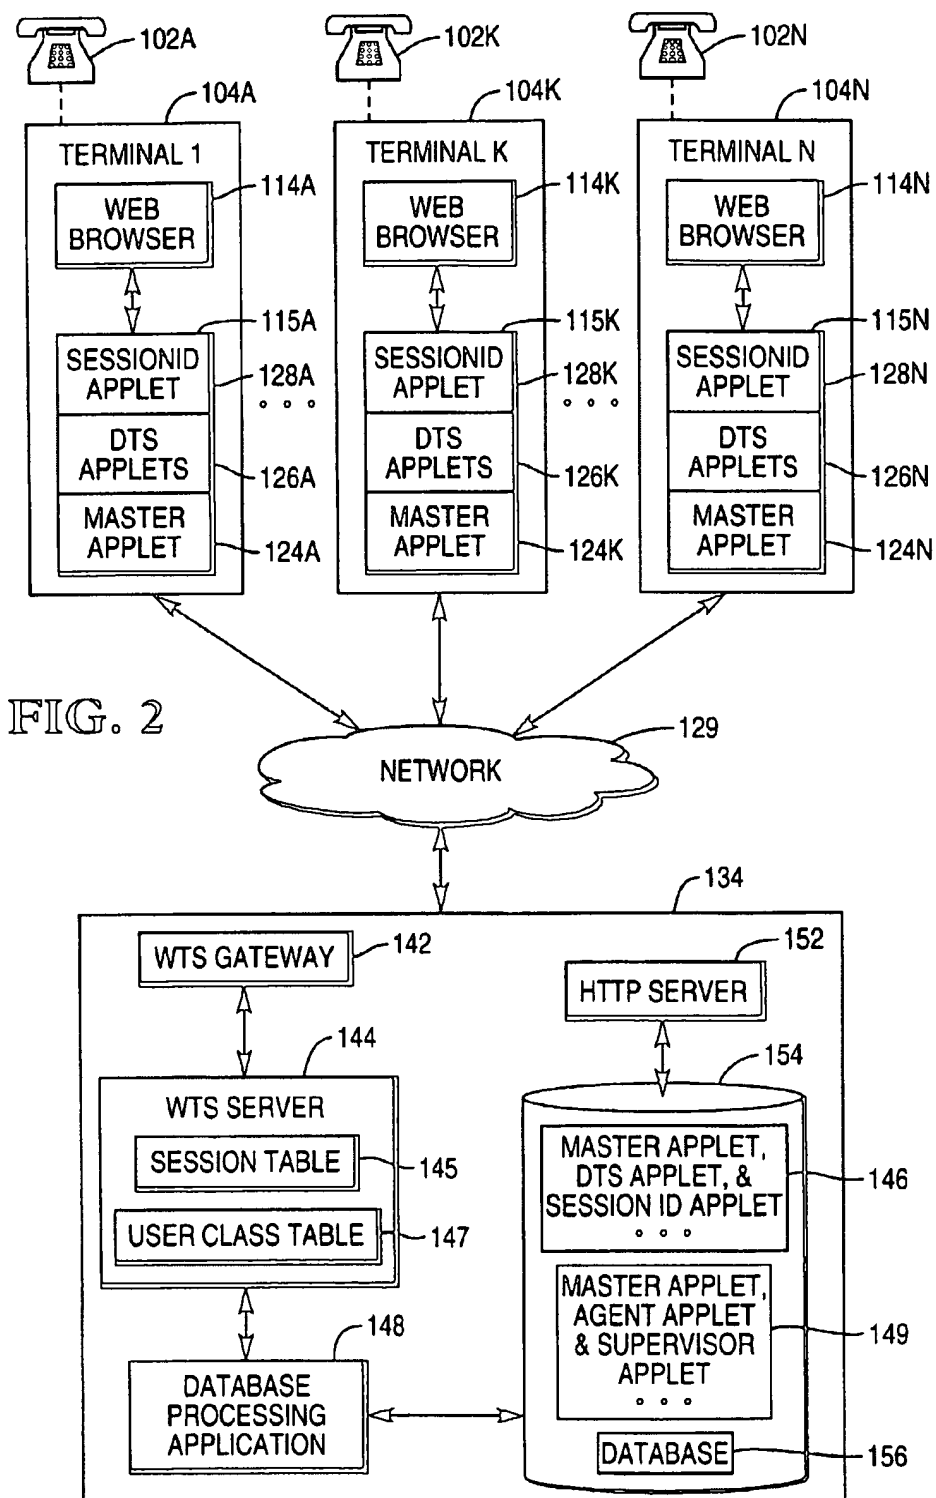 102A
102K
102N
104A
104K
104N
TERMINAL 1
TERMINAL K
TERMINAL N
114A
114K
114N
WEB
BROWSER
WEB
BROWSER
WEB
BROWSER
115A
115K
115N
SESSIONID
APPLET
SESSIONID
APPLET
SESSIONID
APPLET
128A
128K
128N
DTS
APPLETS
DTS
APPLETS
DTS
APPLETS
126A
126K
126N
MASTER
APPLET
MASTER
APPLET
MASTER
APPLET
124A
124K
124N
FIG. 2
129
NETWORK
134
WTS GATEWAY
142
152
HTTP SERVER
144
154
WTS SERVER
SESSION TABLE
145
USER CLASS TABLE
147
MASTER APPLET,
DTS APPLET, &
SESSION ID APPLET
146
MASTER APPLET,
AGENT APPLET
& SUPERVISOR
APPLET
149
148
DATABASE
PROCESSING
APPLICATION
DATABASE
156